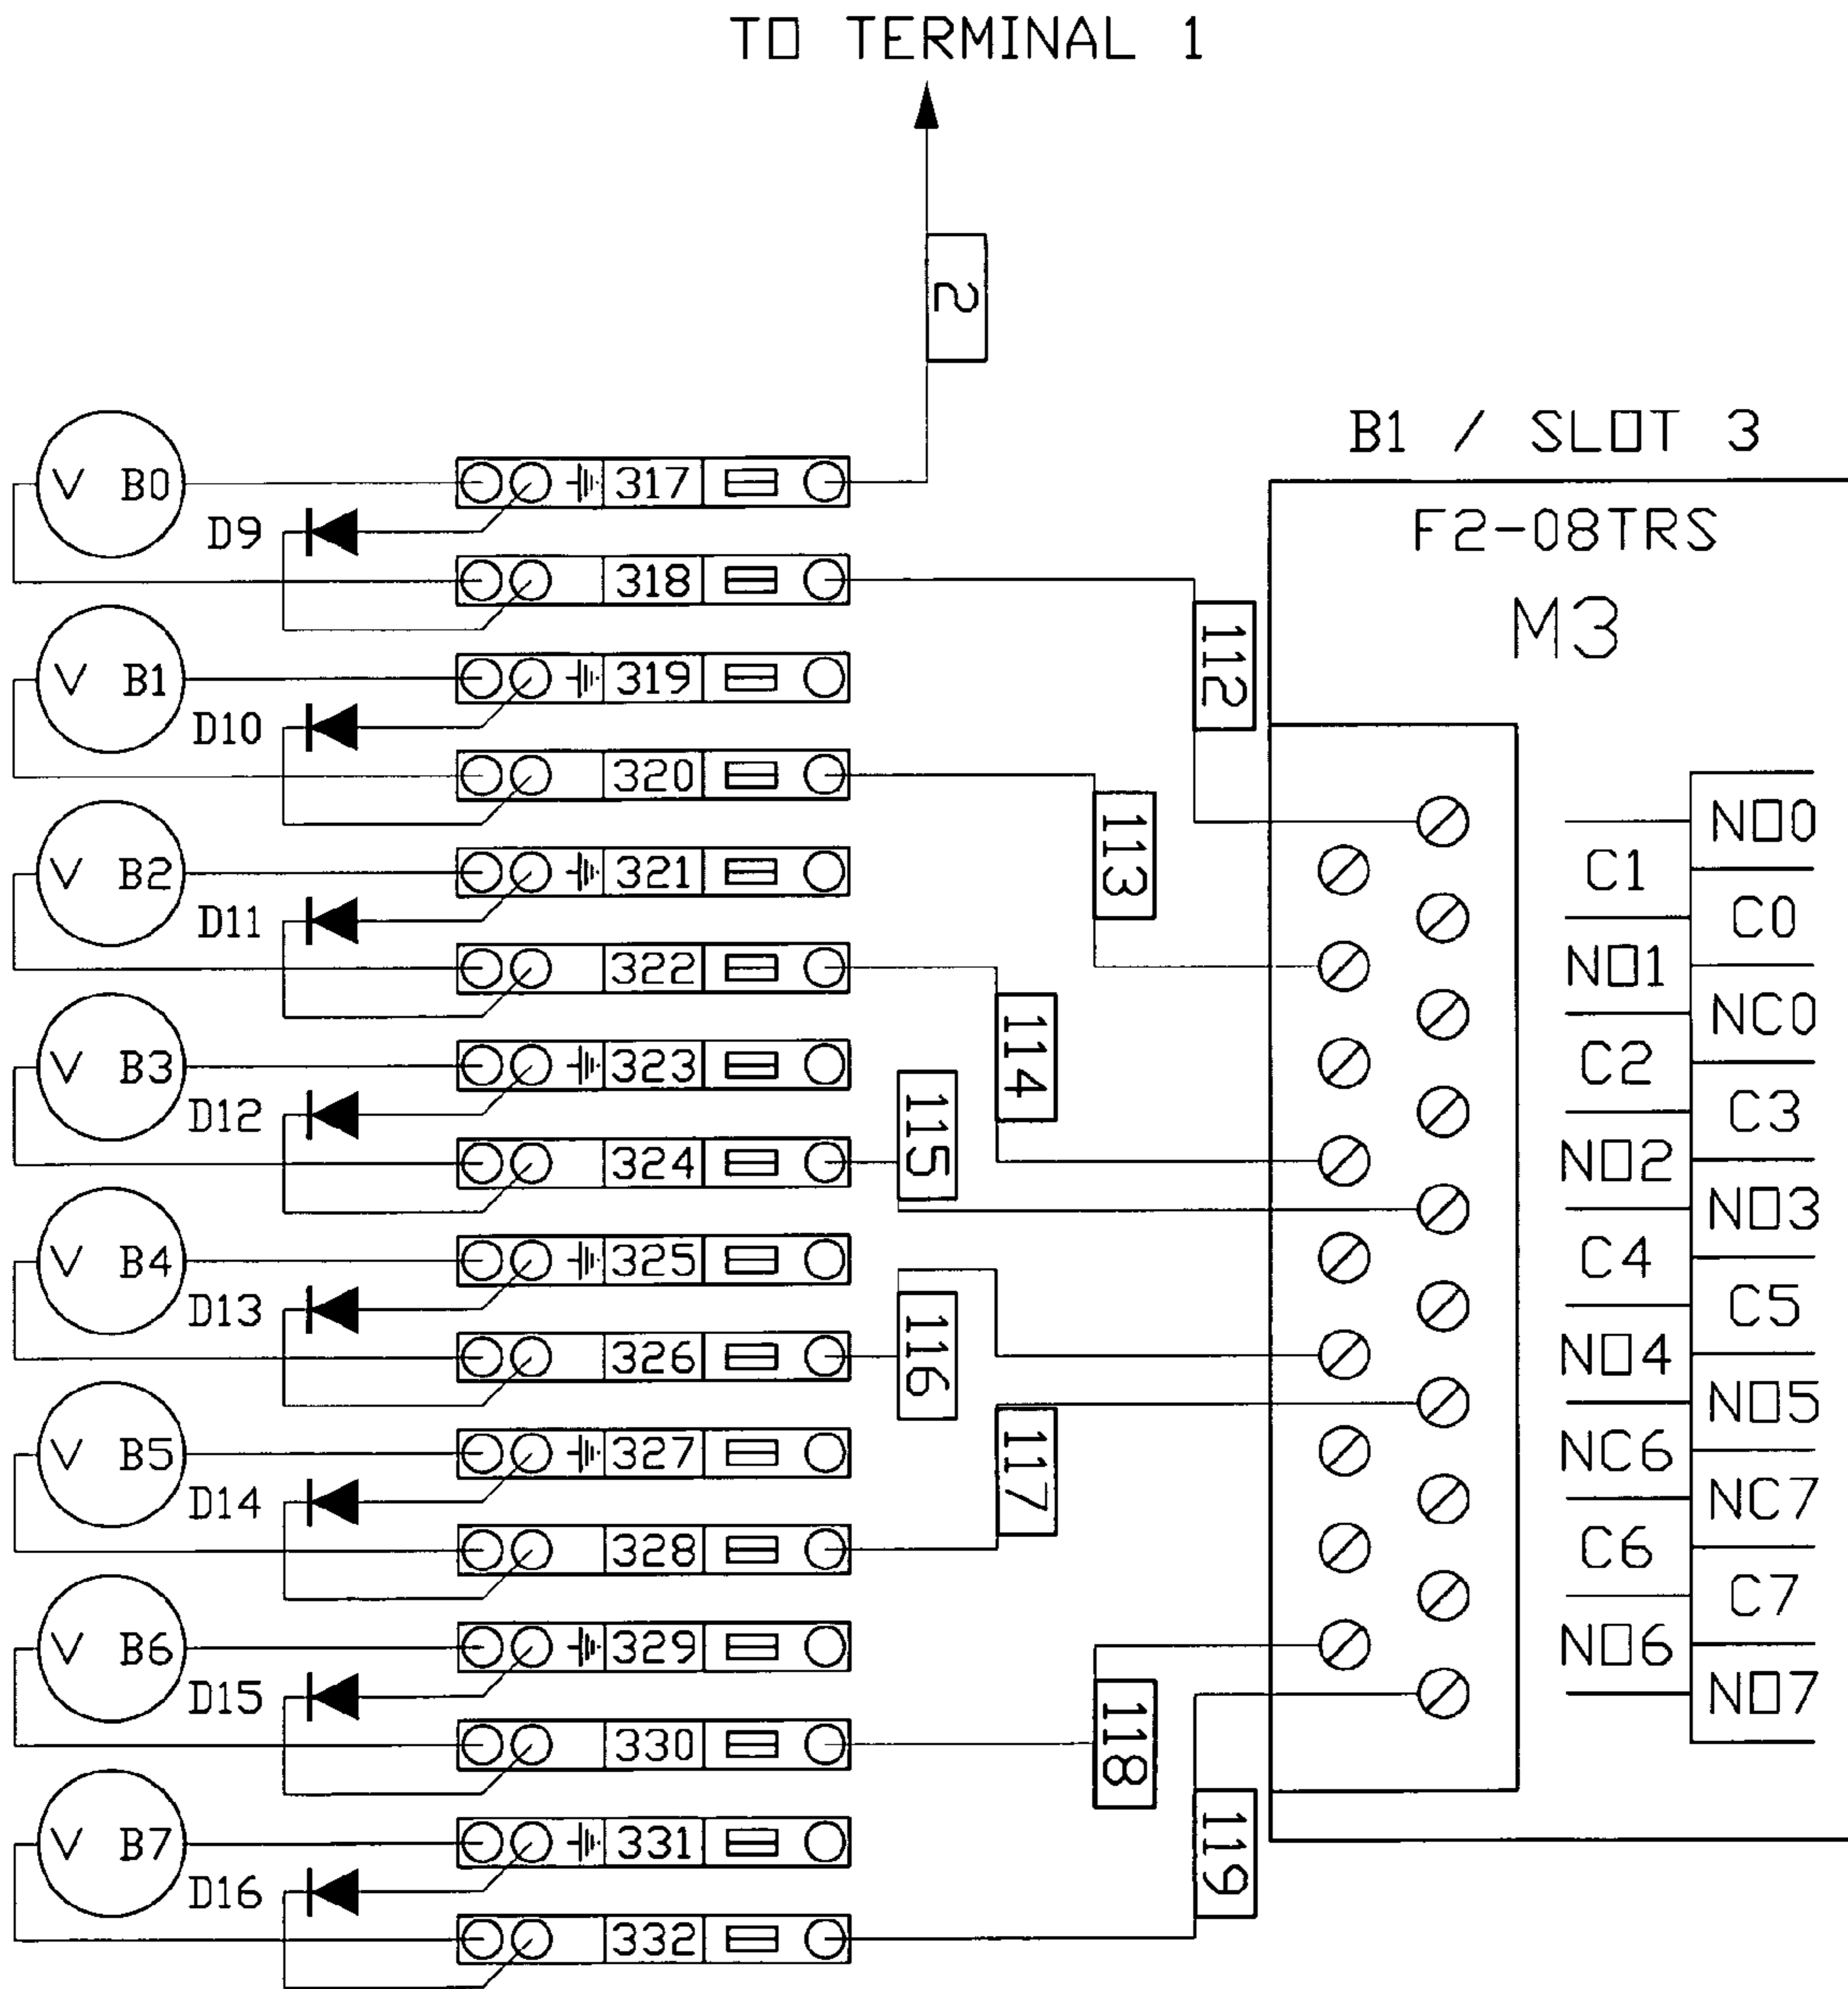 TO TERMINAL 1
2
B1 / SLOT 3
F2-08TRS
M3
V B0
317
D9
318
112
V B1
319
D10
320
113
V B2
321
D11
322
114
V B3
323
D12
324
115
V B4
325
D13
326
116
V B5
327
D14
328
117
V B6
329
D15
330
118
V B7
331
D16
332
119
NO0
C1
C0
NO1
NC0
C2
C3
NO2
NO3
C4
C5
NO4
NO5
NC6
NC7
C6
C7
NO6
NO7